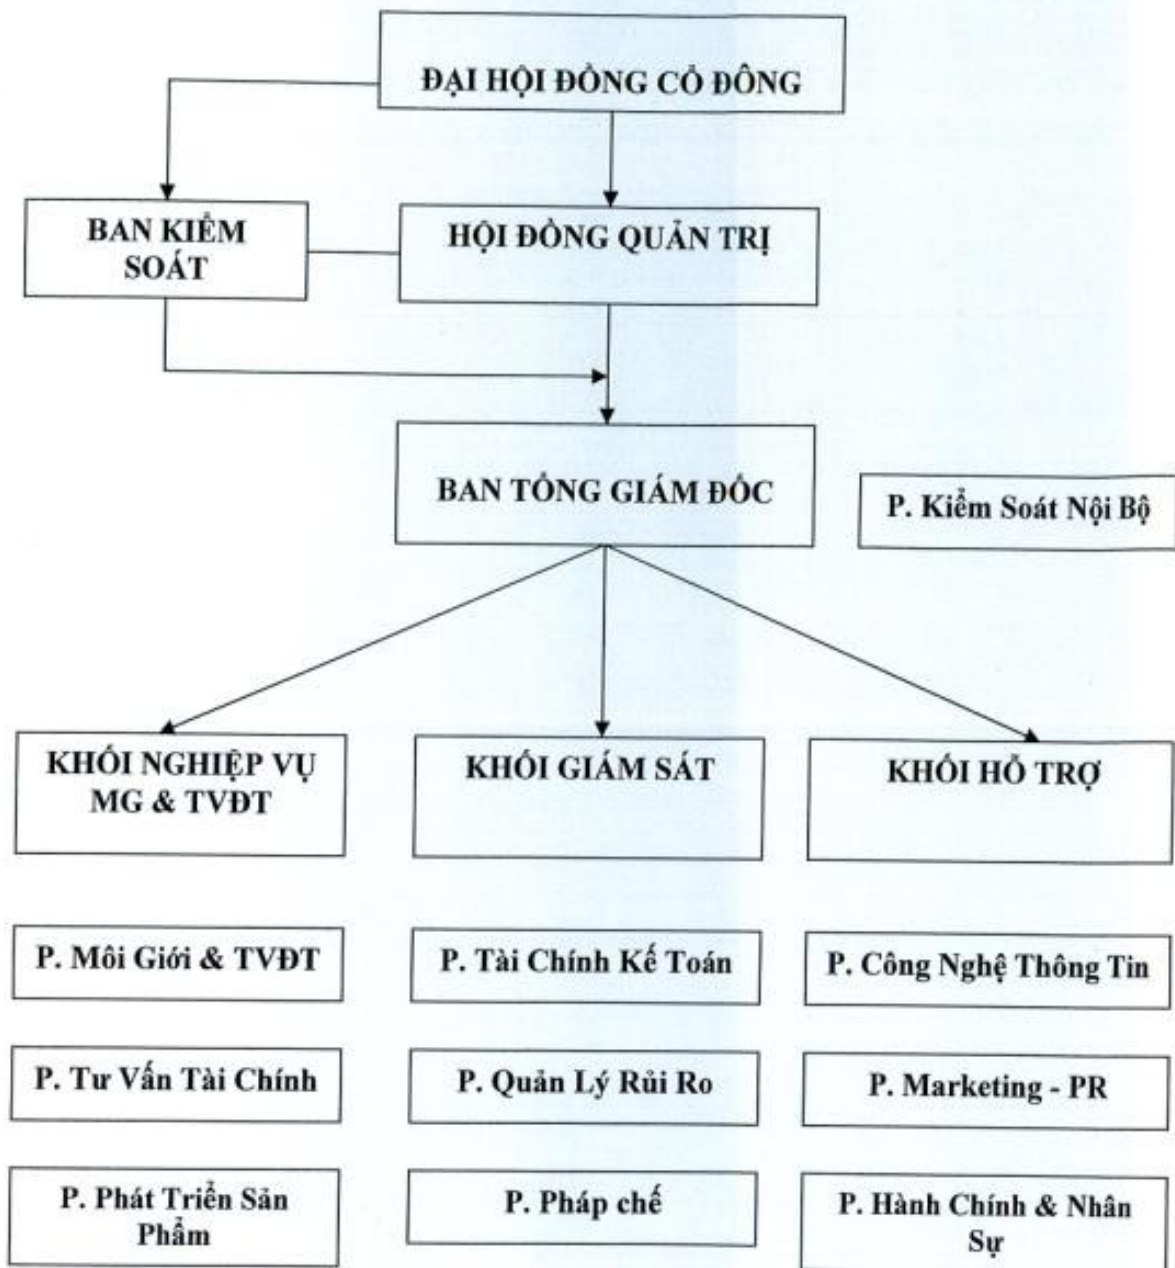 ĐẠI HỘI ĐỒNG CỔ ĐÔNG
BAN KIỂM
SOÁT
HỘI ĐỒNG QUẢN TRỊ
BAN TỔNG GIÁM ĐỐC
P. Kiểm Soát Nội Bộ
KHỐI NGHIỆP VỤ
MG & TVĐT
KHỐI GIÁM SÁT
KHỐI HỖ TRỢ
P. Môi Giới & TVĐT
P. Tài Chính Kế Toán
P. Công Nghệ Thông Tin
P. Tư Vấn Tài Chính
P. Quản Lý Rủi Ro
P. Marketing - PR
P. Phát Triển Sản
Phẩm
P. Pháp chế
P. Hành Chính & Nhân
Sự